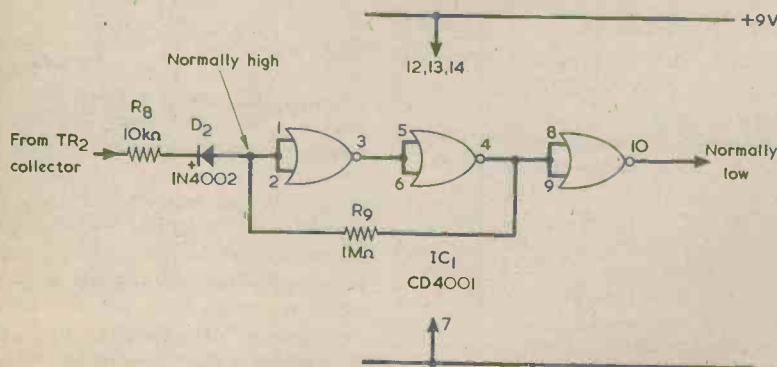 +9V
Normally high
12,13,14
R8
10kΩ
D2
1
3
5
4
8
10
From TR2
collector
Normally
low
+
1N4002
2
6
9
R9
1MΩ
IC1
CD4001
7